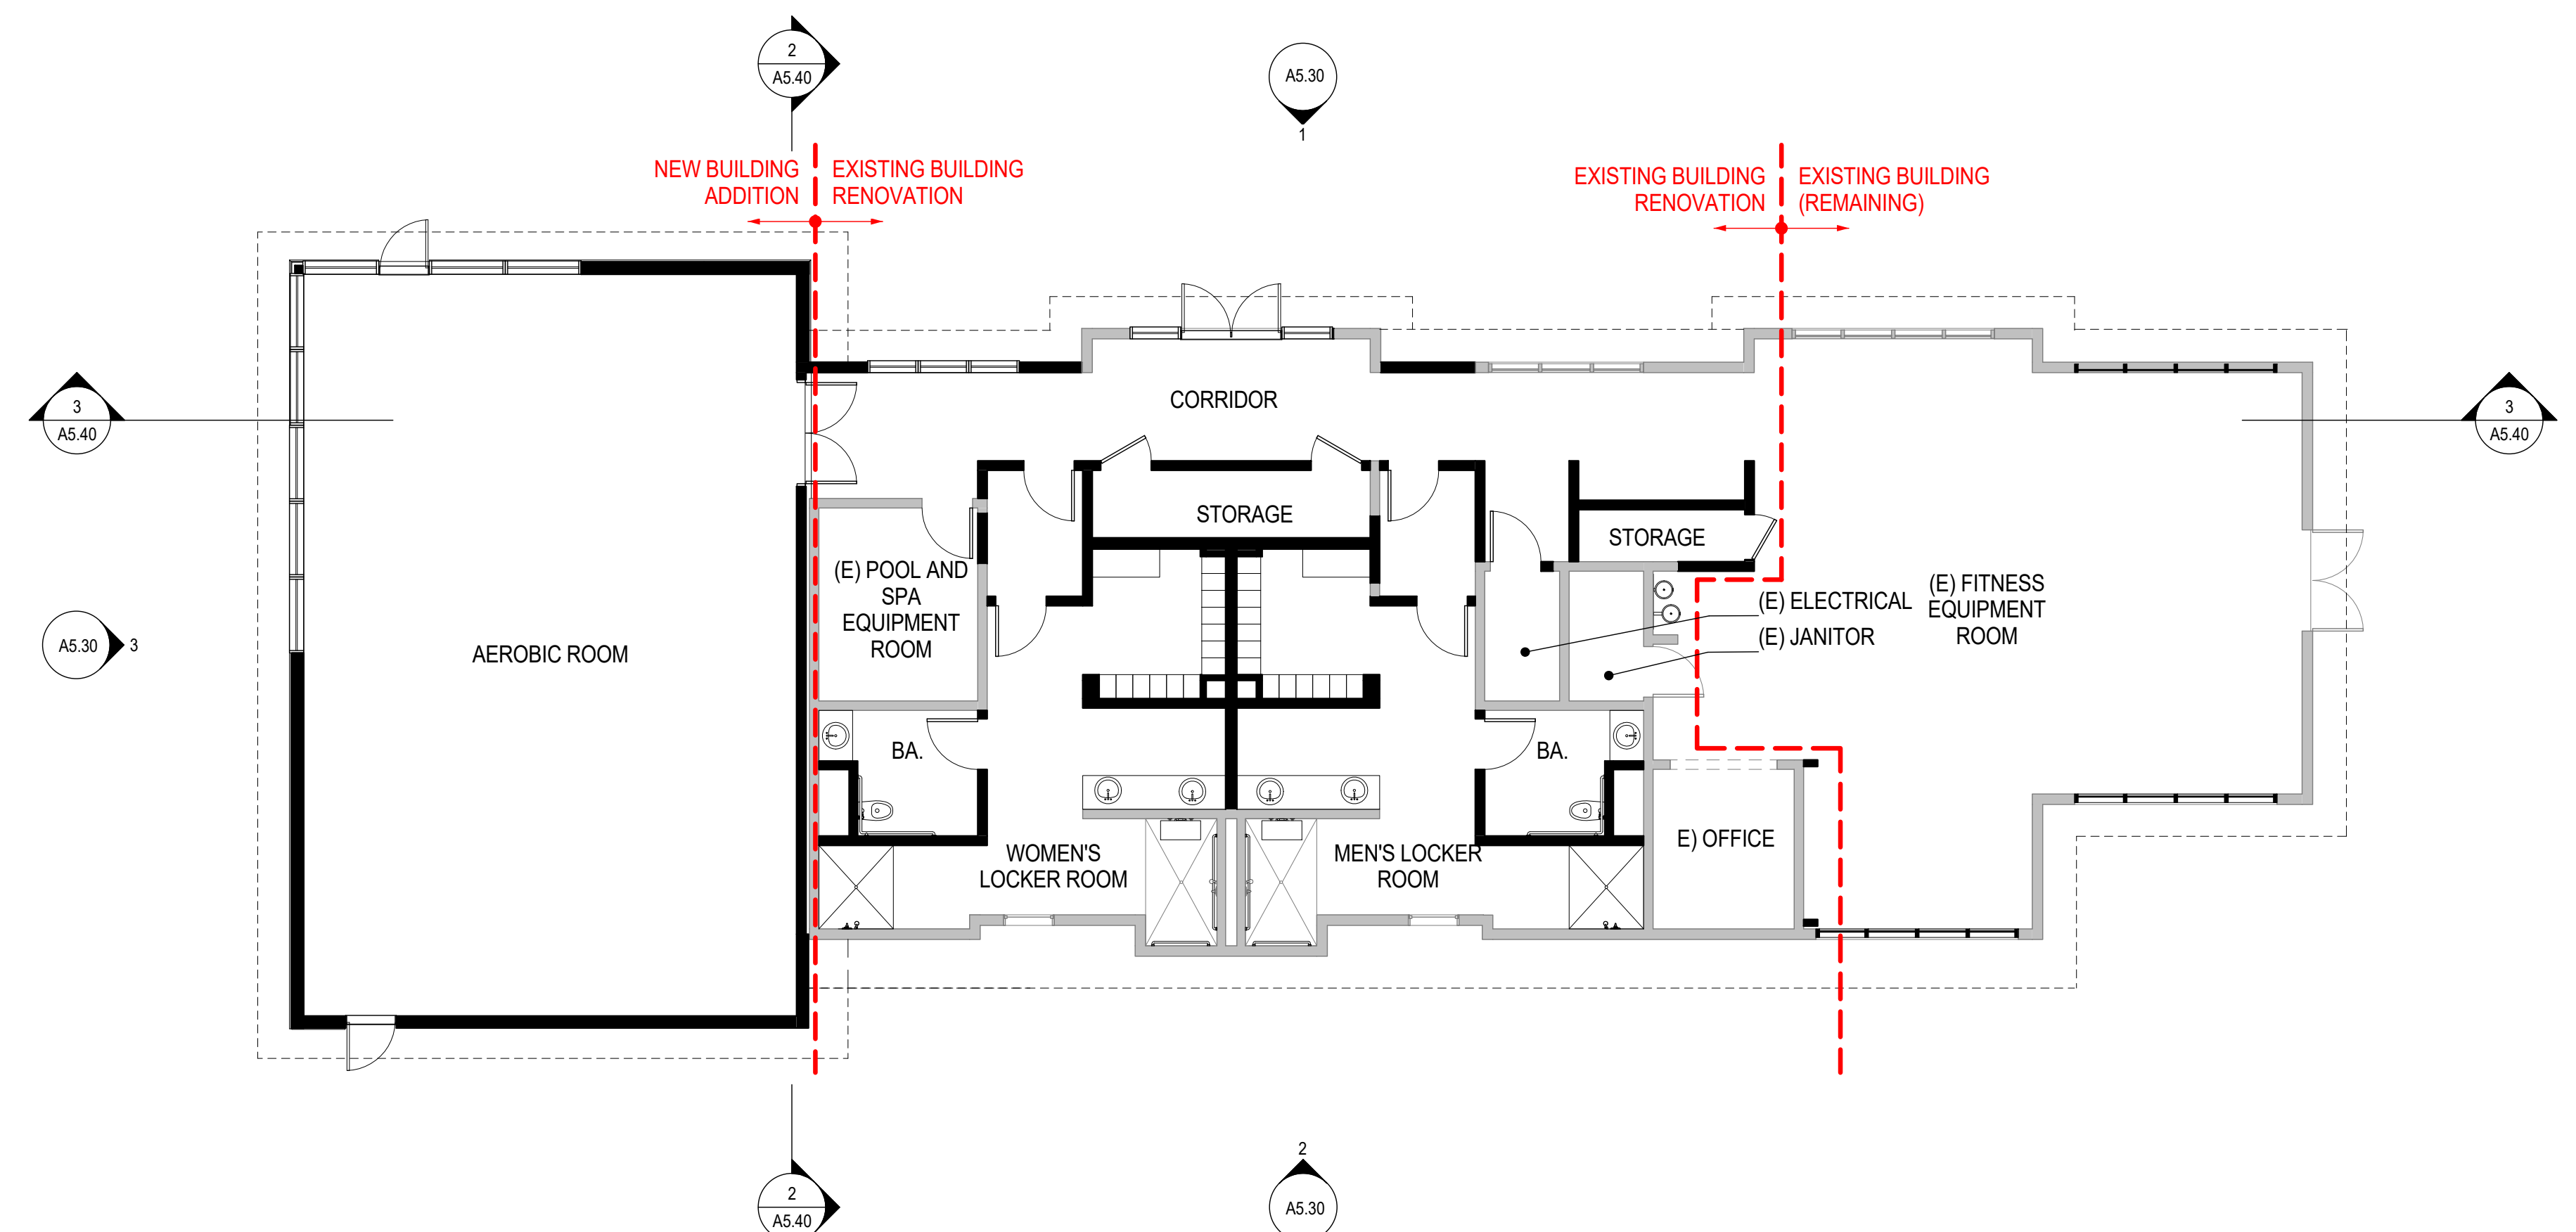 2
A5.40
A5.30
1
NEW BUILDING
ADDITION
EXISTING BUILDING
RENOVATION
EXISTING BUILDING
RENOVATION
EXISTING BUILDING
(REMAINING)
3
A5.40
CORRIDOR
3
A5.40
STORAGE
STORAGE
(E) POOL AND
SPA
EQUIPMENT
ROOM
(E) FITNESS
EQUIPMENT
ROOM
(E) ELECTRICAL
(E) JANITOR
A5.30
3
AEROBIC ROOM
BA.
BA.
WOMEN'S
LOCKER ROOM
MEN'S LOCKER
ROOM
E) OFFICE
2
A5.40
2
A5.30